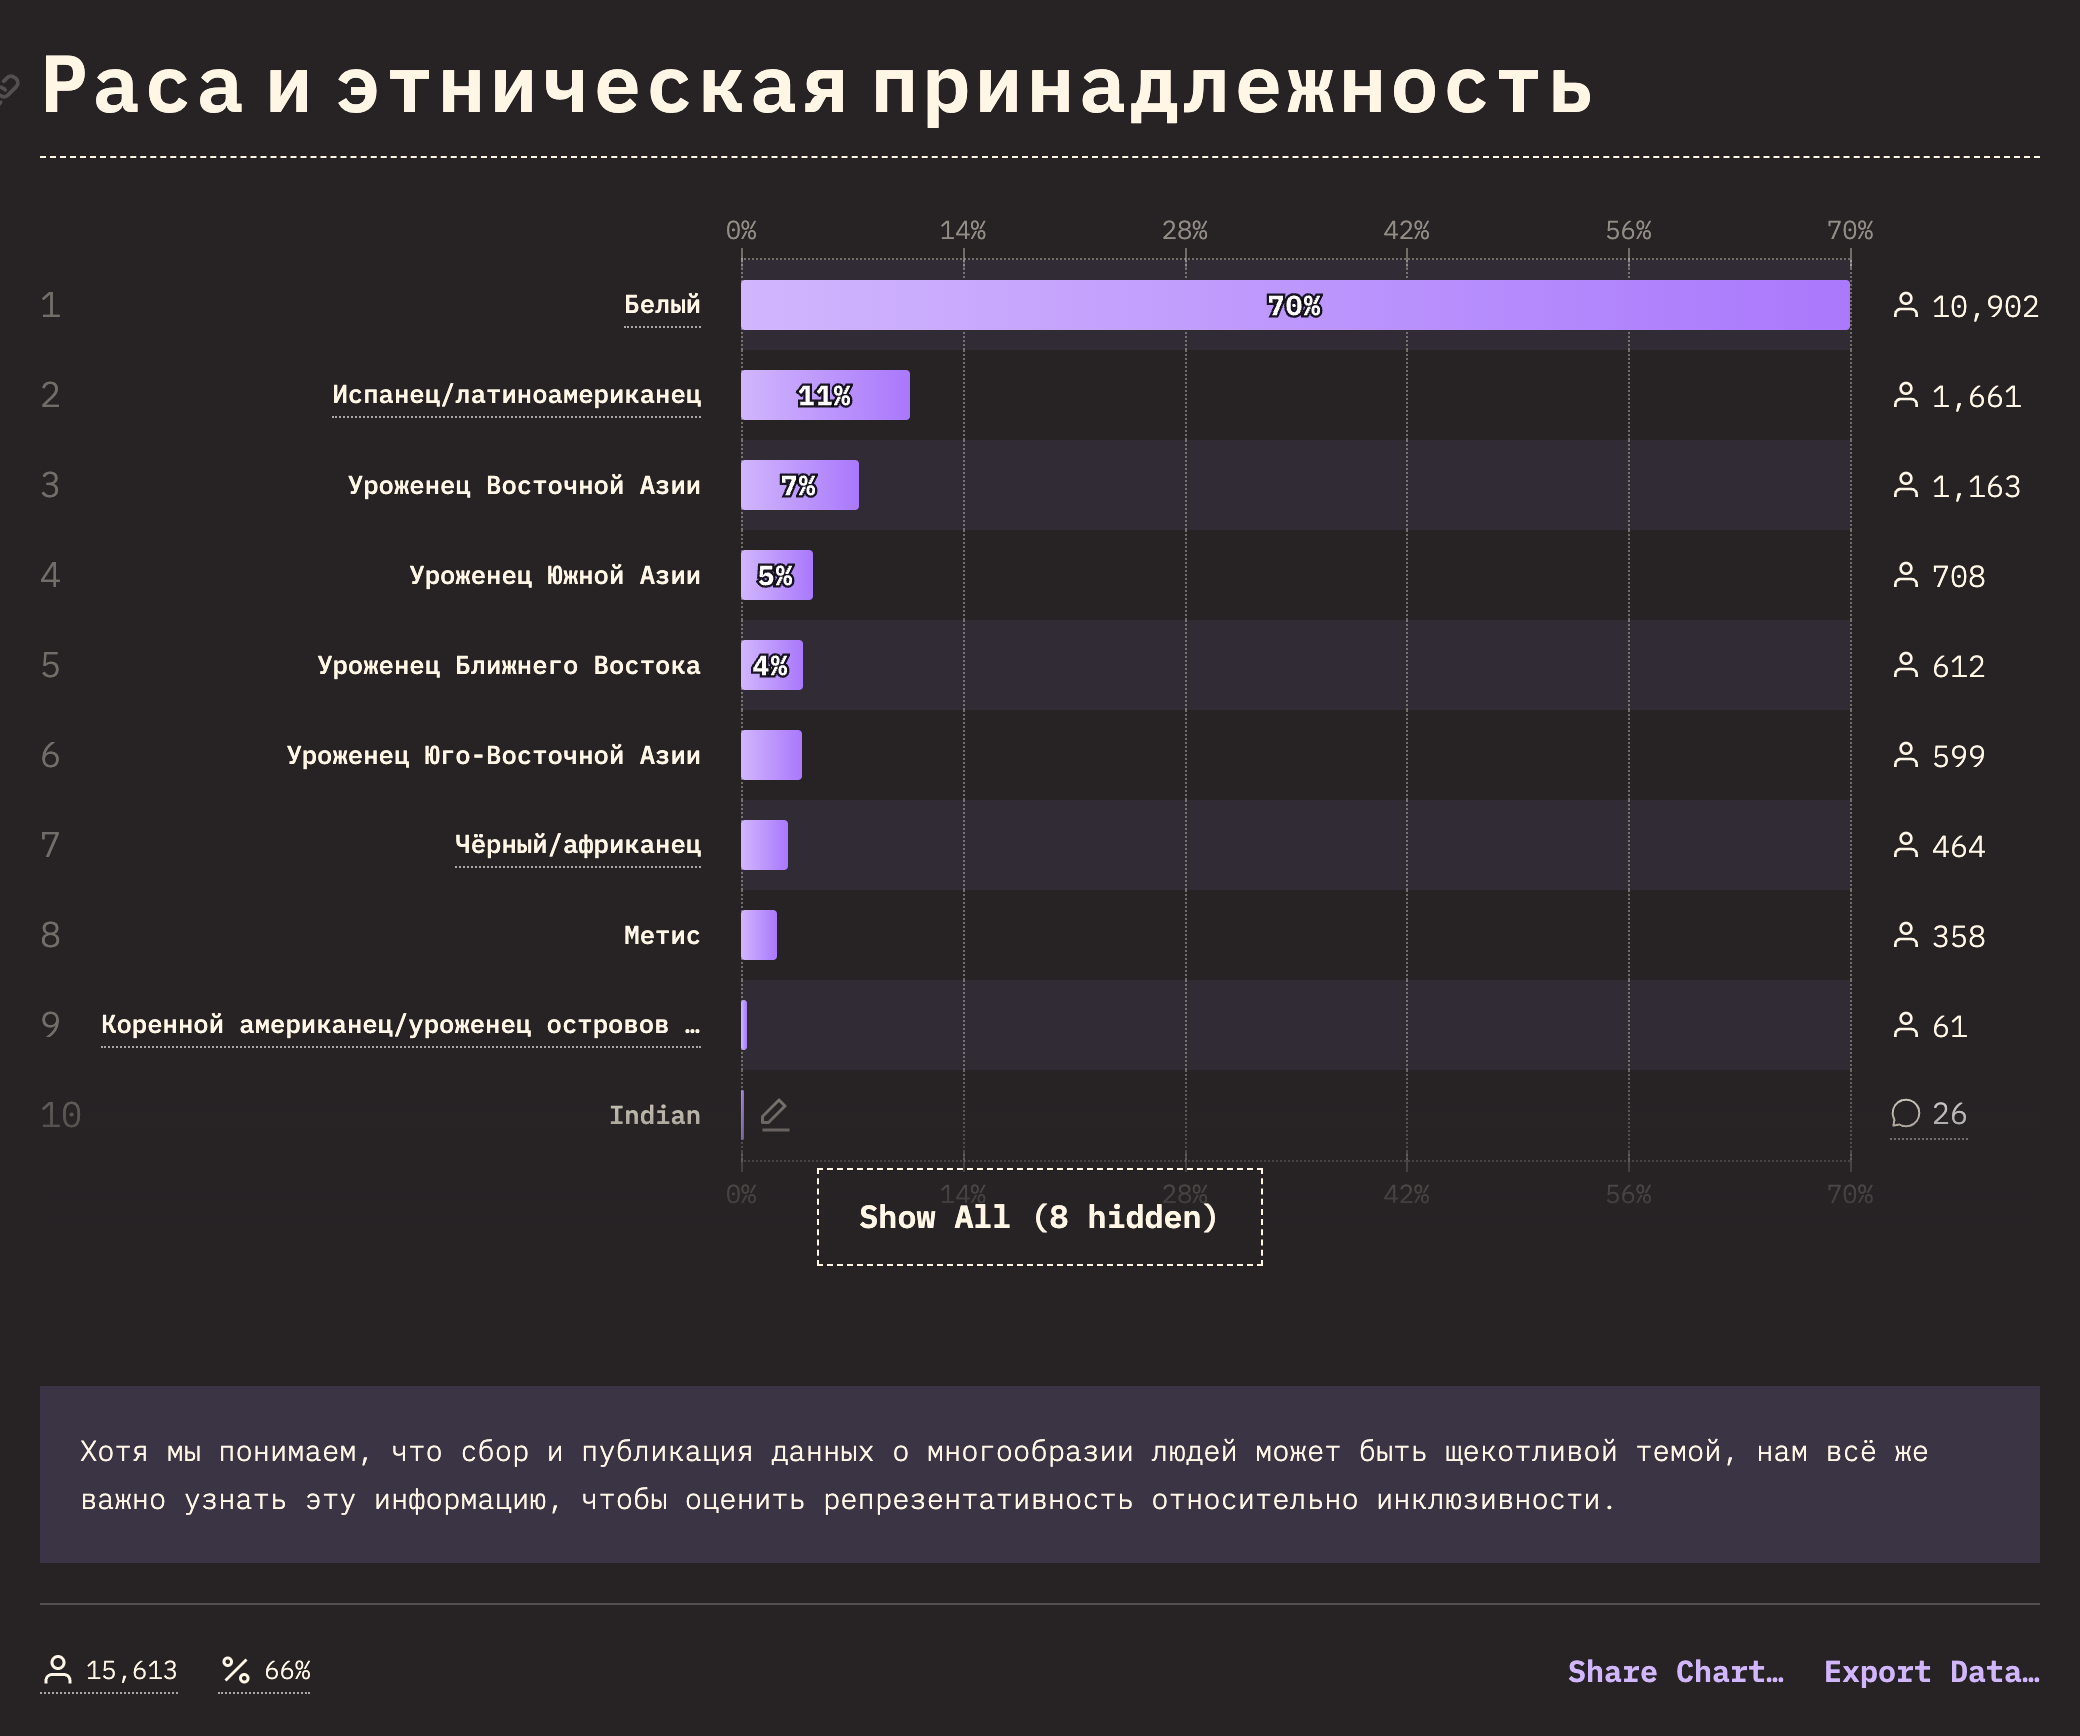 Раса и этническая принадлежность
0% 14% 28% 42% 56% 70%
1 Белый 70% 10,902
2 Испанец/латиноамериканец 11% 1,661
3 Уроженец Восточной Азии 7% 1,163
4 Уроженец Южной Азии 5% 708
5 Уроженец Ближнего Востока 4% 612
6 Уроженец Юго-Восточной Азии 599
7 Чёрный/африканец 464
8 Метис 358
9 Коренной американец/уроженец островов … 61
10 Indian 26
0% 14% 28% 42% 56% 70%
Show All (8 hidden)
Хотя мы понимаем, что сбор и публикация данных о многообразии людей может быть щекотливой темой, нам всё же
важно узнать эту информацию, чтобы оценить репрезентативность относительно инклюзивности.
15,613 66% Share Chart… Export Data…